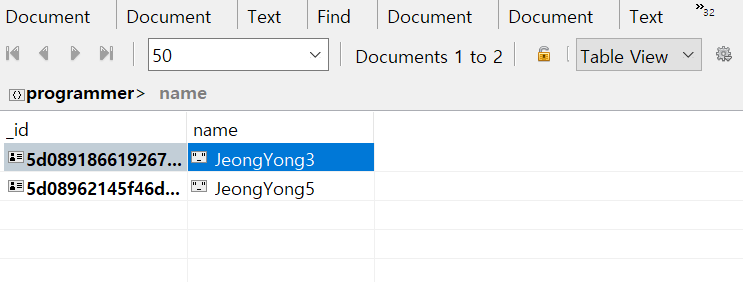 Document Document Text Find Document Document Text 32
50 Documents 1 to 2 Table View
programmer> name
_id name
5d089186619267... JeongYong3
5d08962145f46d... JeongYong5